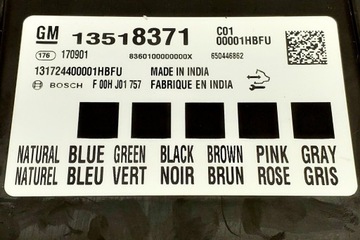 GM 13518371 C01
00001HBFU
176 170901 8360100000000X 650446862
131724400001HBFU MADE IN INDIA
BOSCH F 00H J01 757 FABRIQUE EN INDIA
NATURAL BLUE GREEN BLACK BROWN PINK GRAY
NATUREL BLEU VERT NOIR BRUN ROSE GRIS